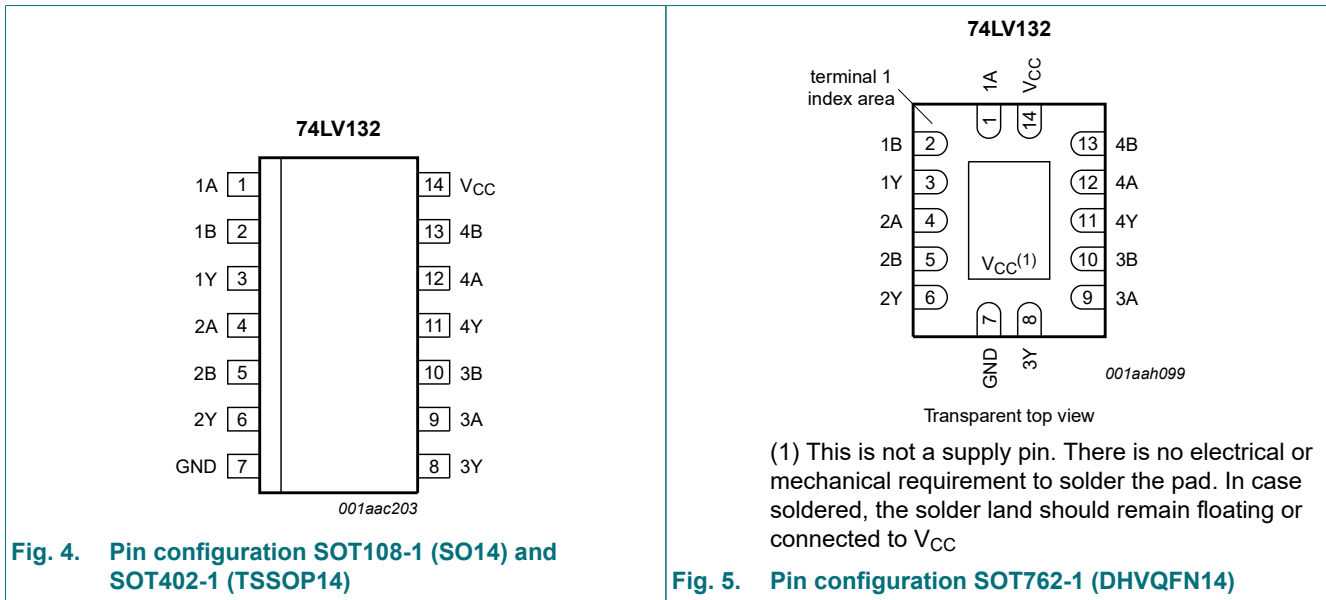 74LV132
1A 1 14 VCC
1B 2 13 4B
1Y 3 12 4A
2A 4 11 4Y
2B 5 10 3B
2Y 6 9 3A
GND 7 8 3Y
001aac203
Fig. 4. Pin configuration SOT108-1 (SO14) and
SOT402-1 (TSSOP14)
74LV132
terminal 1
index area
1A VCC
1 14
1B 2 13 4B
1Y 3 12 4A
2A 4 11 4Y
2B 5 10 3B
2Y 6 9 3A
VCC(1)
7 8
GND 3Y
001aah099
Transparent top view
(1) This is not a supply pin. There is no electrical or
mechanical requirement to solder the pad. In case
soldered, the solder land should remain floating or
connected to VCC
Fig. 5. Pin configuration SOT762-1 (DHVQFN14)